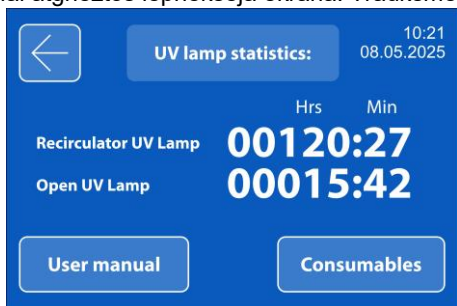 UV lamp statistics:
10:21
08.05.2025
Hrs Min
Recirculator UV Lamp 00120:27
Open UV Lamp 00015:42
User manual Consumables